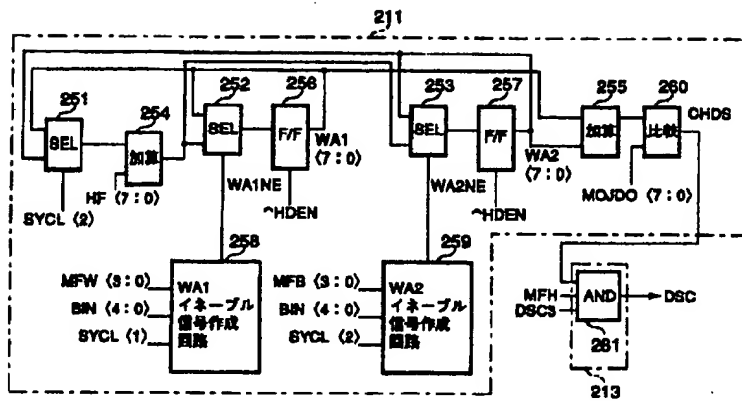 211
251
SEL
SYCL (2)
254
加算
HF (7:0)
252
SEL
WA1NE
256
F/F
WA1
(7:0)
^HDEN
253
SEL
WA2NE
257
F/F
WA2
(7:0)
^HDEN
255
加算
260
比較
CHDS
MOJDO (7:0)
258
MFW (3:0)
BIN (4:0)
SYCL (1)
WA1
イネーブル
信号作成
回路
259
MFB (3:0)
BIN (4:0)
SYCL (2)
WA2
イネーブル
信号作成
回路
MFH
DSC3
AND
DSC
261
213